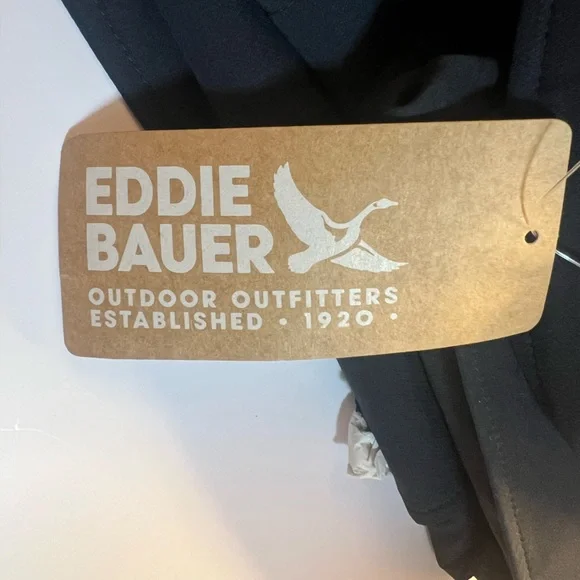 EDDIE
BAUER
OUTDOOR OUTFITTERS
ESTABLISHED • 1920 •